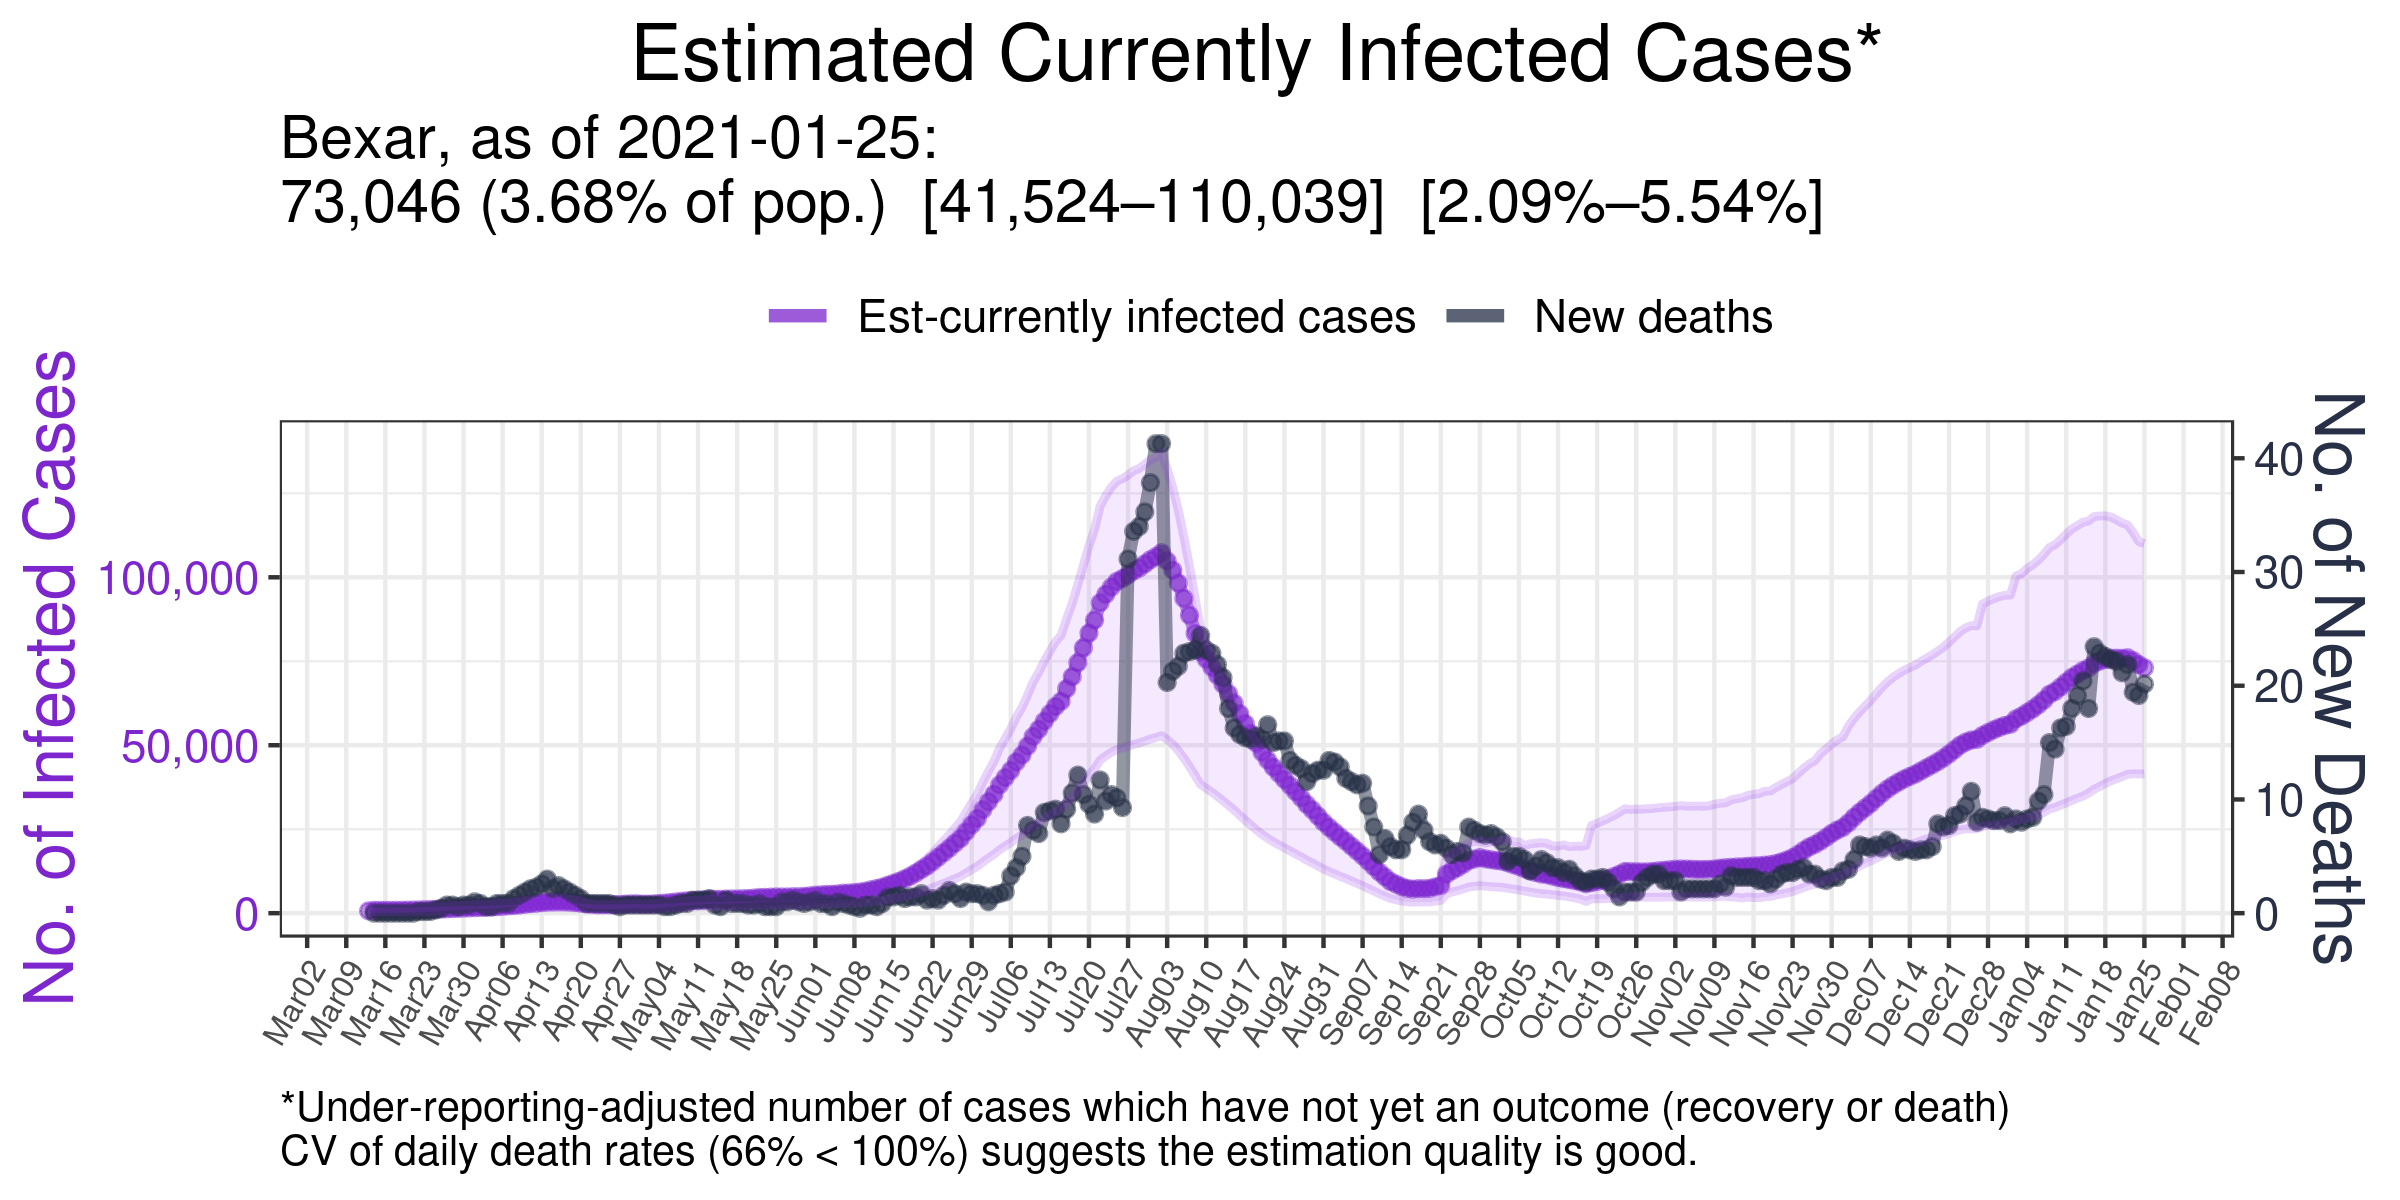 Estimated Currently Infected Cases*
Bexar, as of 2021-01-25:
73,046 (3.68% of pop.) [41,524–110,039] [2.09%–5.54%]
Est-currently infected cases New deaths
No. of Infected Cases
100,000
50,000
0
40
30
20
10
0
No. of New Deaths
Mar02 Mar09 Mar16 Mar23 Mar30 Apr06 Apr13 Apr20 Apr27 May04 May11 May18 May25 Jun01 Jun08 Jun15 Jun22 Jun29 Jul06 Jul13 Jul20 Jul27 Aug03 Aug10 Aug17 Aug24 Aug31 Sep07 Sep14 Sep21 Sep28 Oct05 Oct12 Oct19 Oct26 Nov02 Nov09 Nov16 Nov23 Nov30 Dec07 Dec14 Dec21 Dec28 Jan04 Jan11 Jan18 Jan25 Feb01 Feb08
*Under-reporting-adjusted number of cases which have not yet an outcome (recovery or death)
CV of daily death rates (66% < 100%) suggests the estimation quality is good.